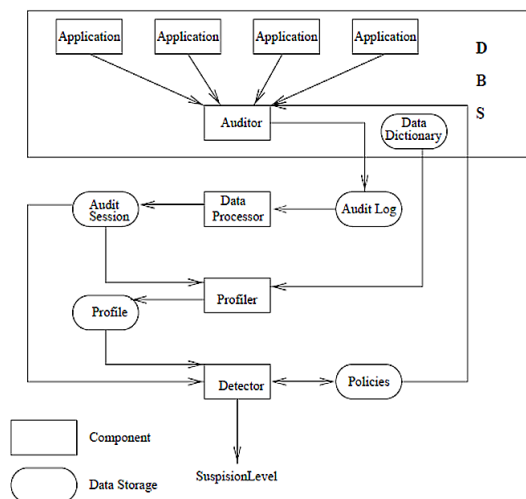 Application
Application
Application
Application
D
B
S
Auditor
Data
Dictionary
Audit
Session
Data
Processor
Audit Log
Profiler
Profile
Detector
Policies
Component
SuspisionLevel
Data Storage